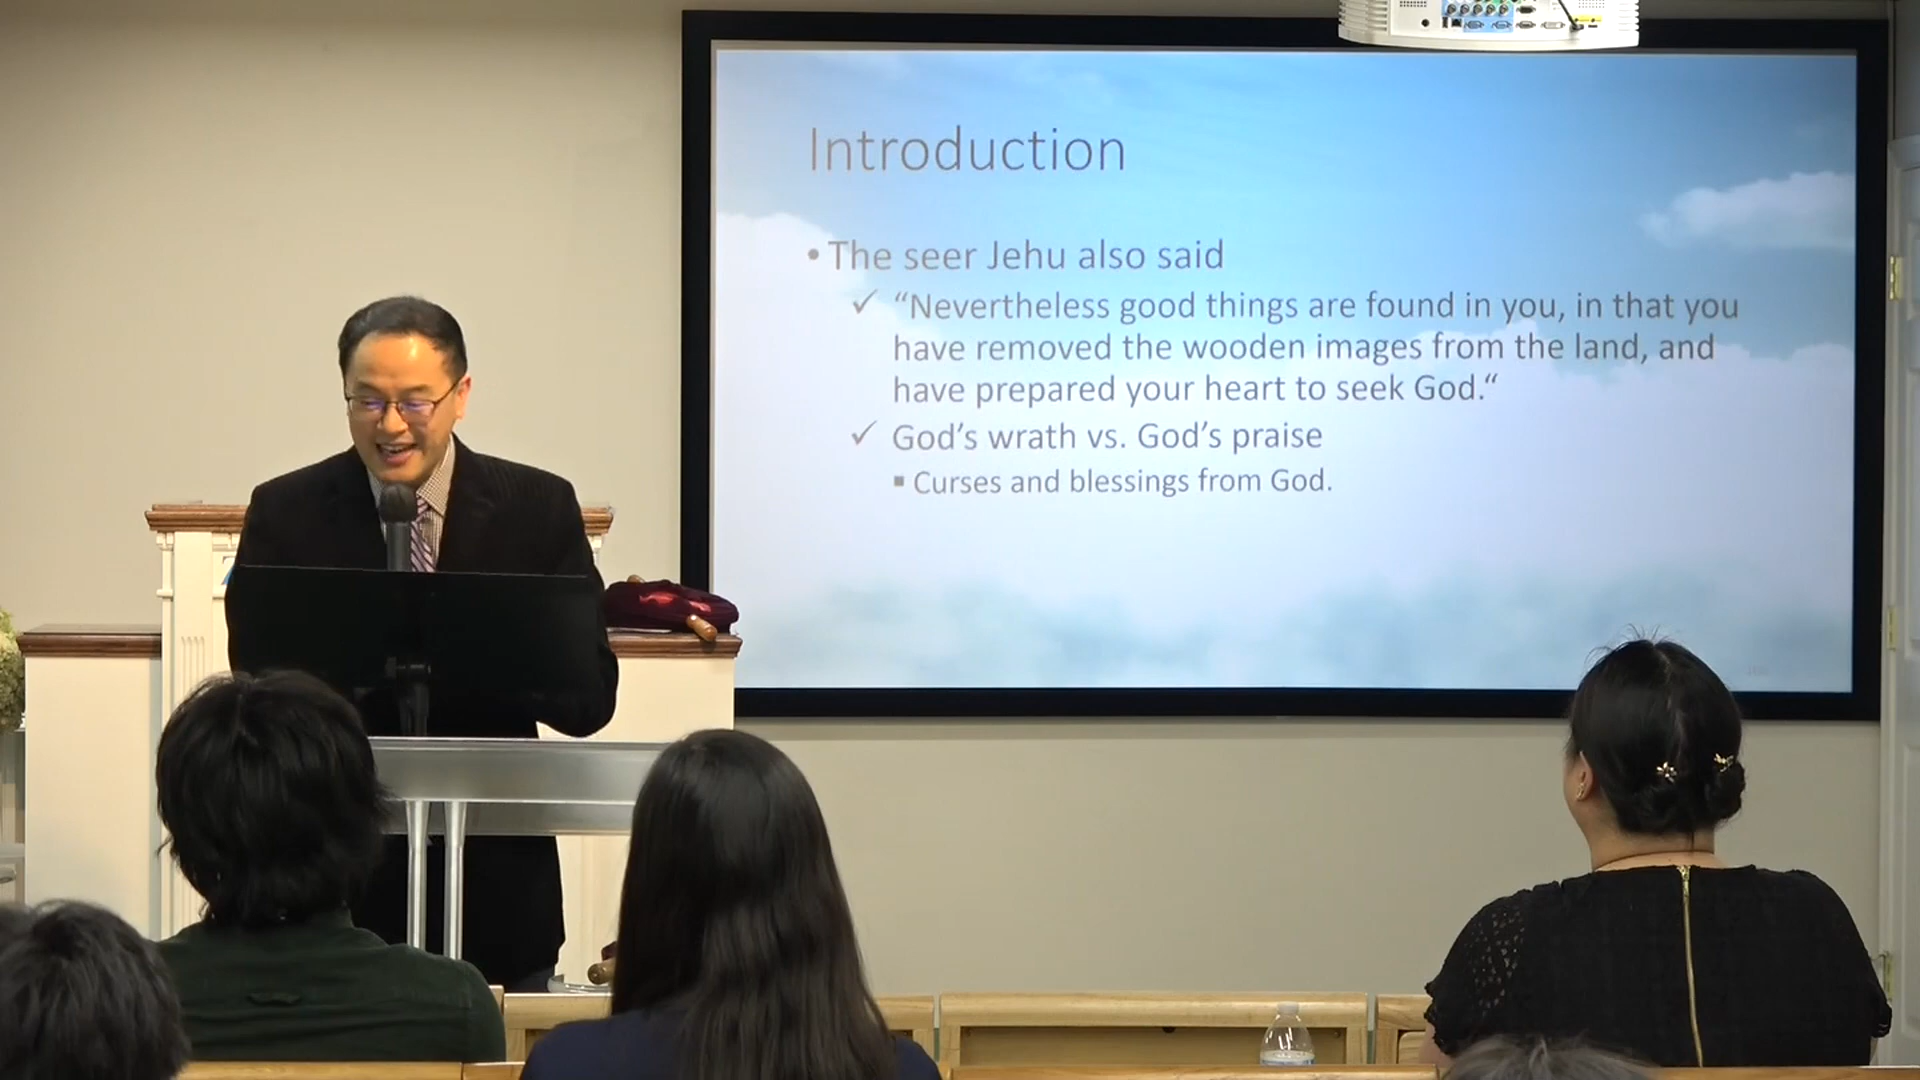 Introduction
• The seer Jehu also said
✓ “Nevertheless good things are found in you, in that you
have removed the wooden images from the land, and
have prepared your heart to seek God.“
✓ God’s wrath vs. God’s praise
▪ Curses and blessings from God.